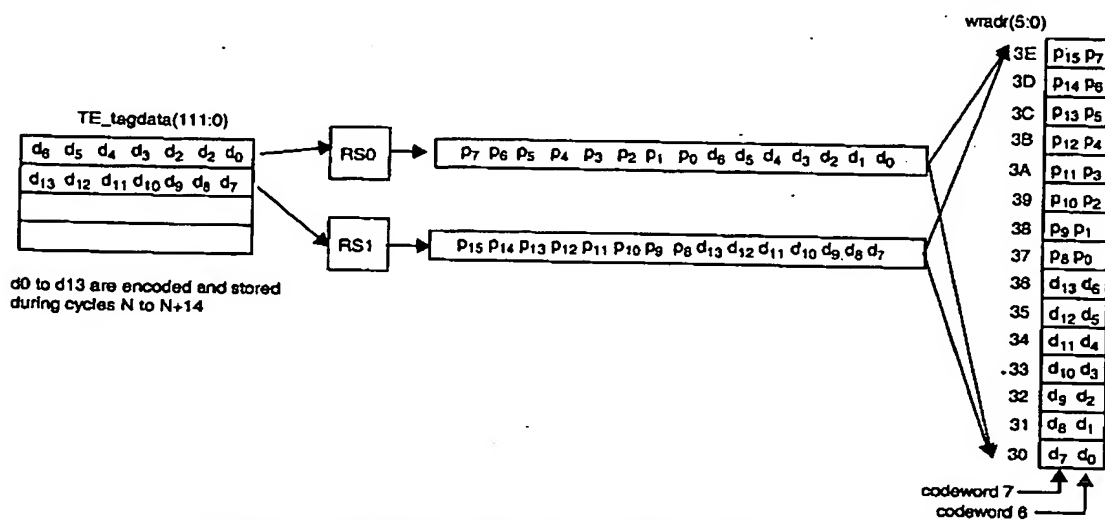 wradr(5:0)
TE_tagdata(111:0)
d6 d5 d4 d3 d2 d2 d0
d13 d12 d11 d10 d9 d8 d7
RS0
p7 p6 p5 p4 p3 p2 p1 p0 d6 d5 d4 d3 d2 d1 d0
RS1
p15 p14 p13 p12 p11 p10 p9 p8 d13 d12 d11 d10 d9 d8 d7
d0 to d13 are encoded and stored
during cycles N to N+14
3E p15 p7
3D p14 p6
3C p13 p5
3B p12 p4
3A p11 p3
39 p10 p2
38 p9 p1
37 p8 p0
36 d13 d6
35 d12 d5
34 d11 d4
33 d10 d3
32 d9 d2
31 d8 d1
30 d7 d0
codeword 7
codeword 6